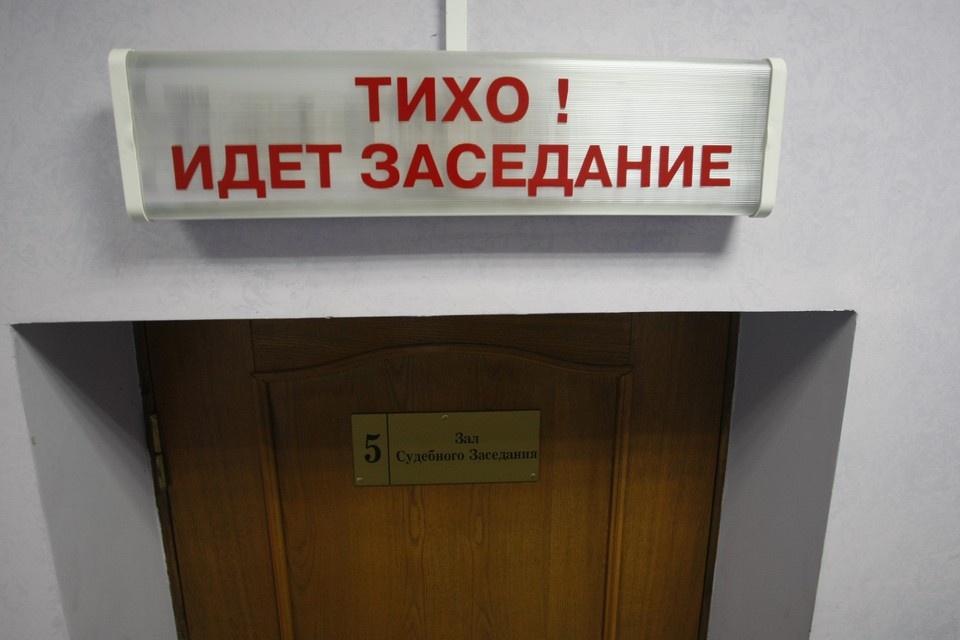 ТИХО !
ИДЕТ ЗАСЕДАНИЕ
5
Зал
Судебного Заседания